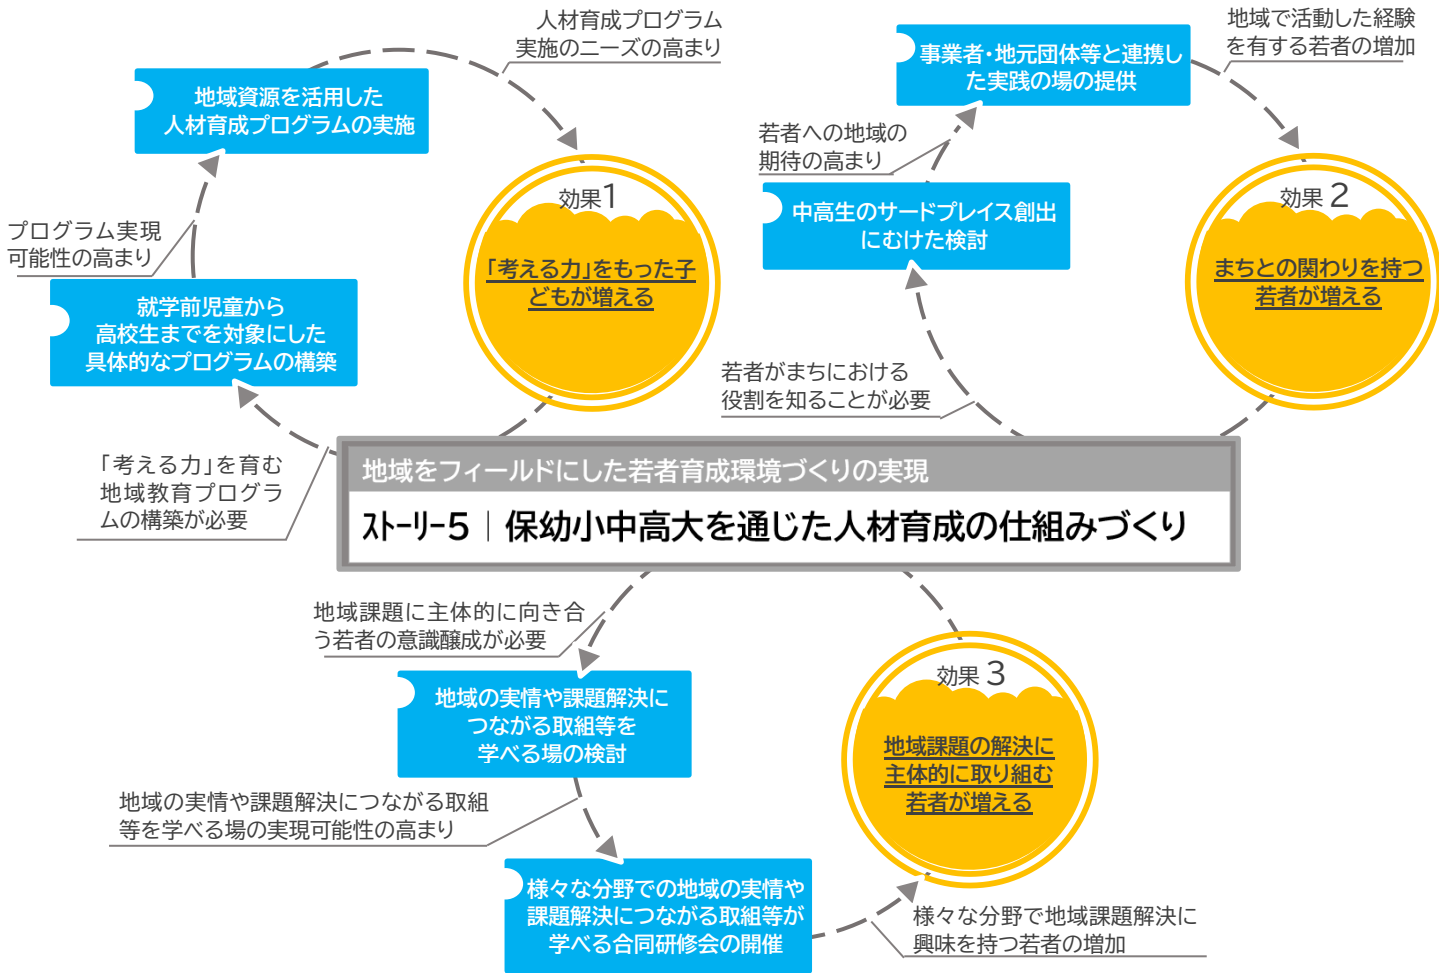 人材育成プログラム
実施のニーズの高まり
地域資源を活用した
人材育成プログラムの実施
プログラム実現
可能性の高まり
就学前児童から
高校生までを対象にした
具体的なプログラムの構築
「考える力」を育む
地域教育プログラ
ムの構築が必要
効果1
「考える力」をもった子
どもが増える
地域で活動した経験
を有する若者の増加
事業者・地元団体等と連携し
た実践の場の提供
若者への地域の
期待の高まり
中高生のサードプレイス創出
にむけた検討
若者がまちにおける
役割を知ることが必要
効果 2
まちとの関わりを持つ
若者が増える
地域をフィールドにした若者育成環境づくりの実現
ｽﾄｰﾘｰ5｜保幼小中高大を通じた人材育成の仕組みづくり
地域課題に主体的に向き合
う若者の意識醸成が必要
地域の実情や課題解決に
つながる取組等を
学べる場の検討
地域の実情や課題解決につながる取組
等を学べる場の実現可能性の高まり
様々な分野での地域の実情や
課題解決につながる取組等が
学べる合同研修会の開催
効果 3
地域課題の解決に
主体的に取り組む
若者が増える
様々な分野で地域課題解決に
興味を持つ若者の増加